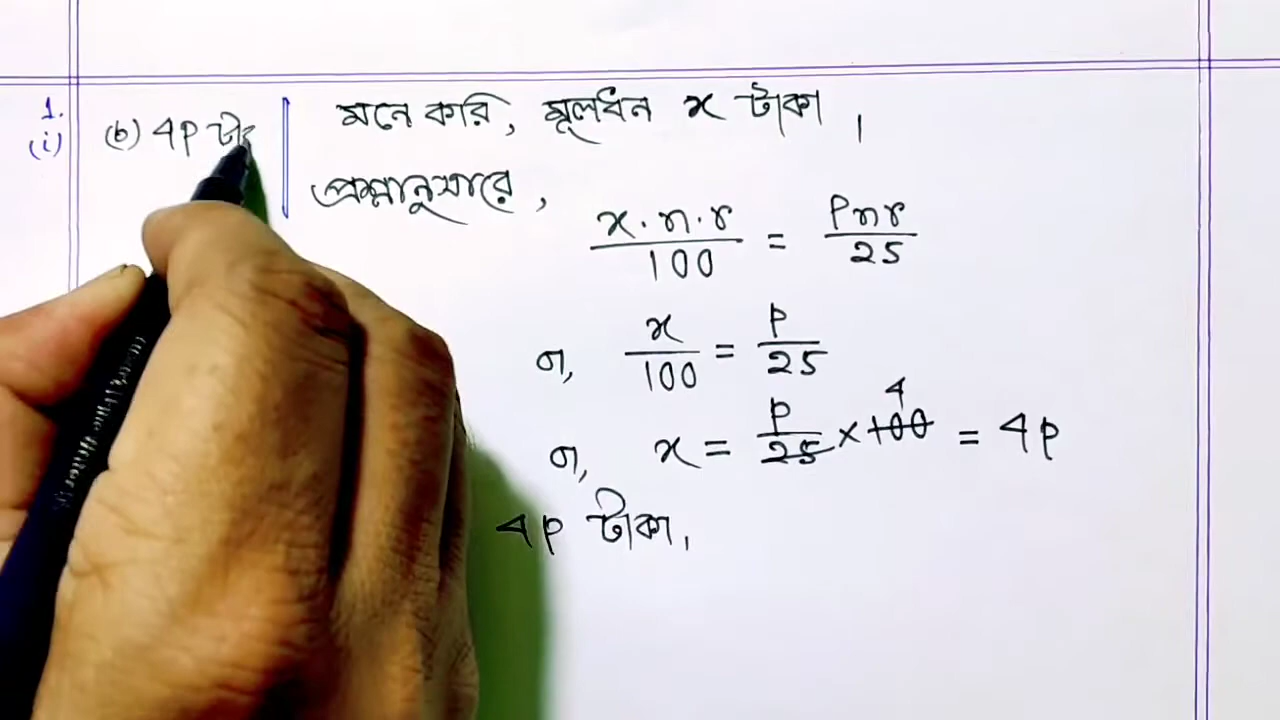 1.
(i) (b) 4p
মনে করি, মূলধন x টাকা ।
প্রশ্নানুসারে,
x·n·r/100 = pnr/25
বা, x/100 = p/25
বা, x = p/25 × 100 = 4p
4
4p টাকা,